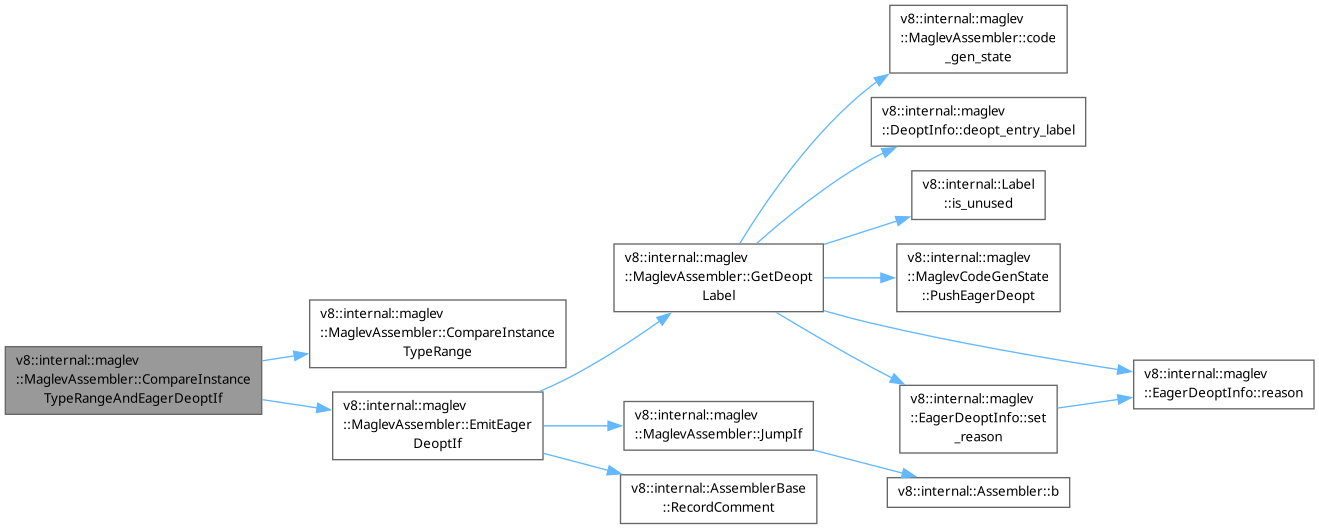 v8::internal::maglev
::MaglevAssembler::code
_gen_state
v8::internal::maglev
::DeoptInfo::deopt_entry_label
v8::internal::Label
::is_unused
v8::internal::maglev
::MaglevAssembler::GetDeopt
Label
v8::internal::maglev
::MaglevCodeGenState
::PushEagerDeopt
v8::internal::maglev
::MaglevAssembler::CompareInstance
TypeRange
v8::internal::maglev
::MaglevAssembler::CompareInstance
TypeRangeAndEagerDeoptIf
v8::internal::maglev
::EagerDeoptInfo::reason
v8::internal::maglev
::MaglevAssembler::EmitEager
DeoptIf
v8::internal::maglev
::EagerDeoptInfo::set
_reason
v8::internal::maglev
::MaglevAssembler::JumpIf
v8::internal::AssemblerBase
::RecordComment
v8::internal::Assembler::b